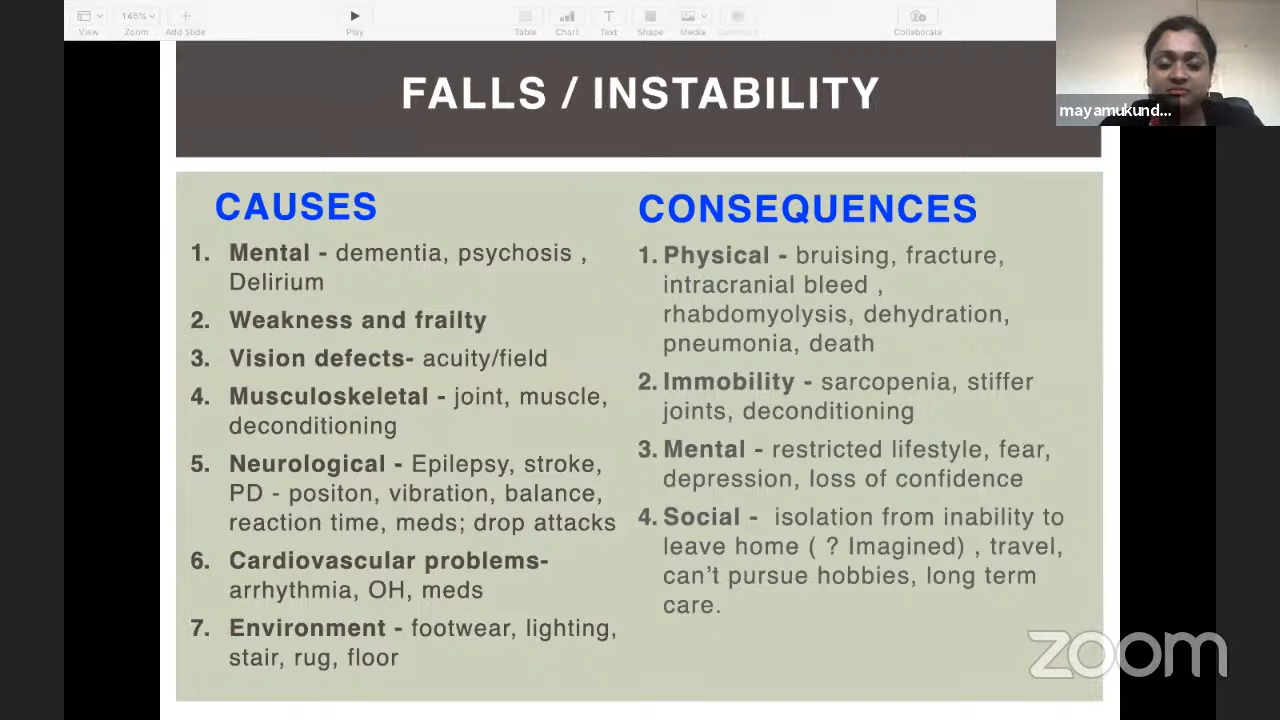 145%
View
Zoom
Add Slide
Play
Table
Chart
Text
Shape
Media
Comment
Collaborate
mayamukund...
FALLS / INSTABILITY
CAUSES
1. Mental - dementia, psychosis ,
Delirium
2. Weakness and frailty
3. Vision defects- acuity/field
4. Musculoskeletal - joint, muscle,
deconditioning
5. Neurological - Epilepsy, stroke,
PD - positon, vibration, balance,
reaction time, meds; drop attacks
6. Cardiovascular problems-
arrhythmia, OH, meds
7. Environment - footwear, lighting,
stair, rug, floor
CONSEQUENCES
1. Physical - bruising, fracture,
intracranial bleed ,
rhabdomyolysis, dehydration,
pneumonia, death
2. Immobility - sarcopenia, stiffer
joints, deconditioning
3. Mental - restricted lifestyle, fear,
depression, loss of confidence
4. Social - isolation from inability to
leave home ( ? Imagined) , travel,
can't pursue hobbies, long term
care.
zoom